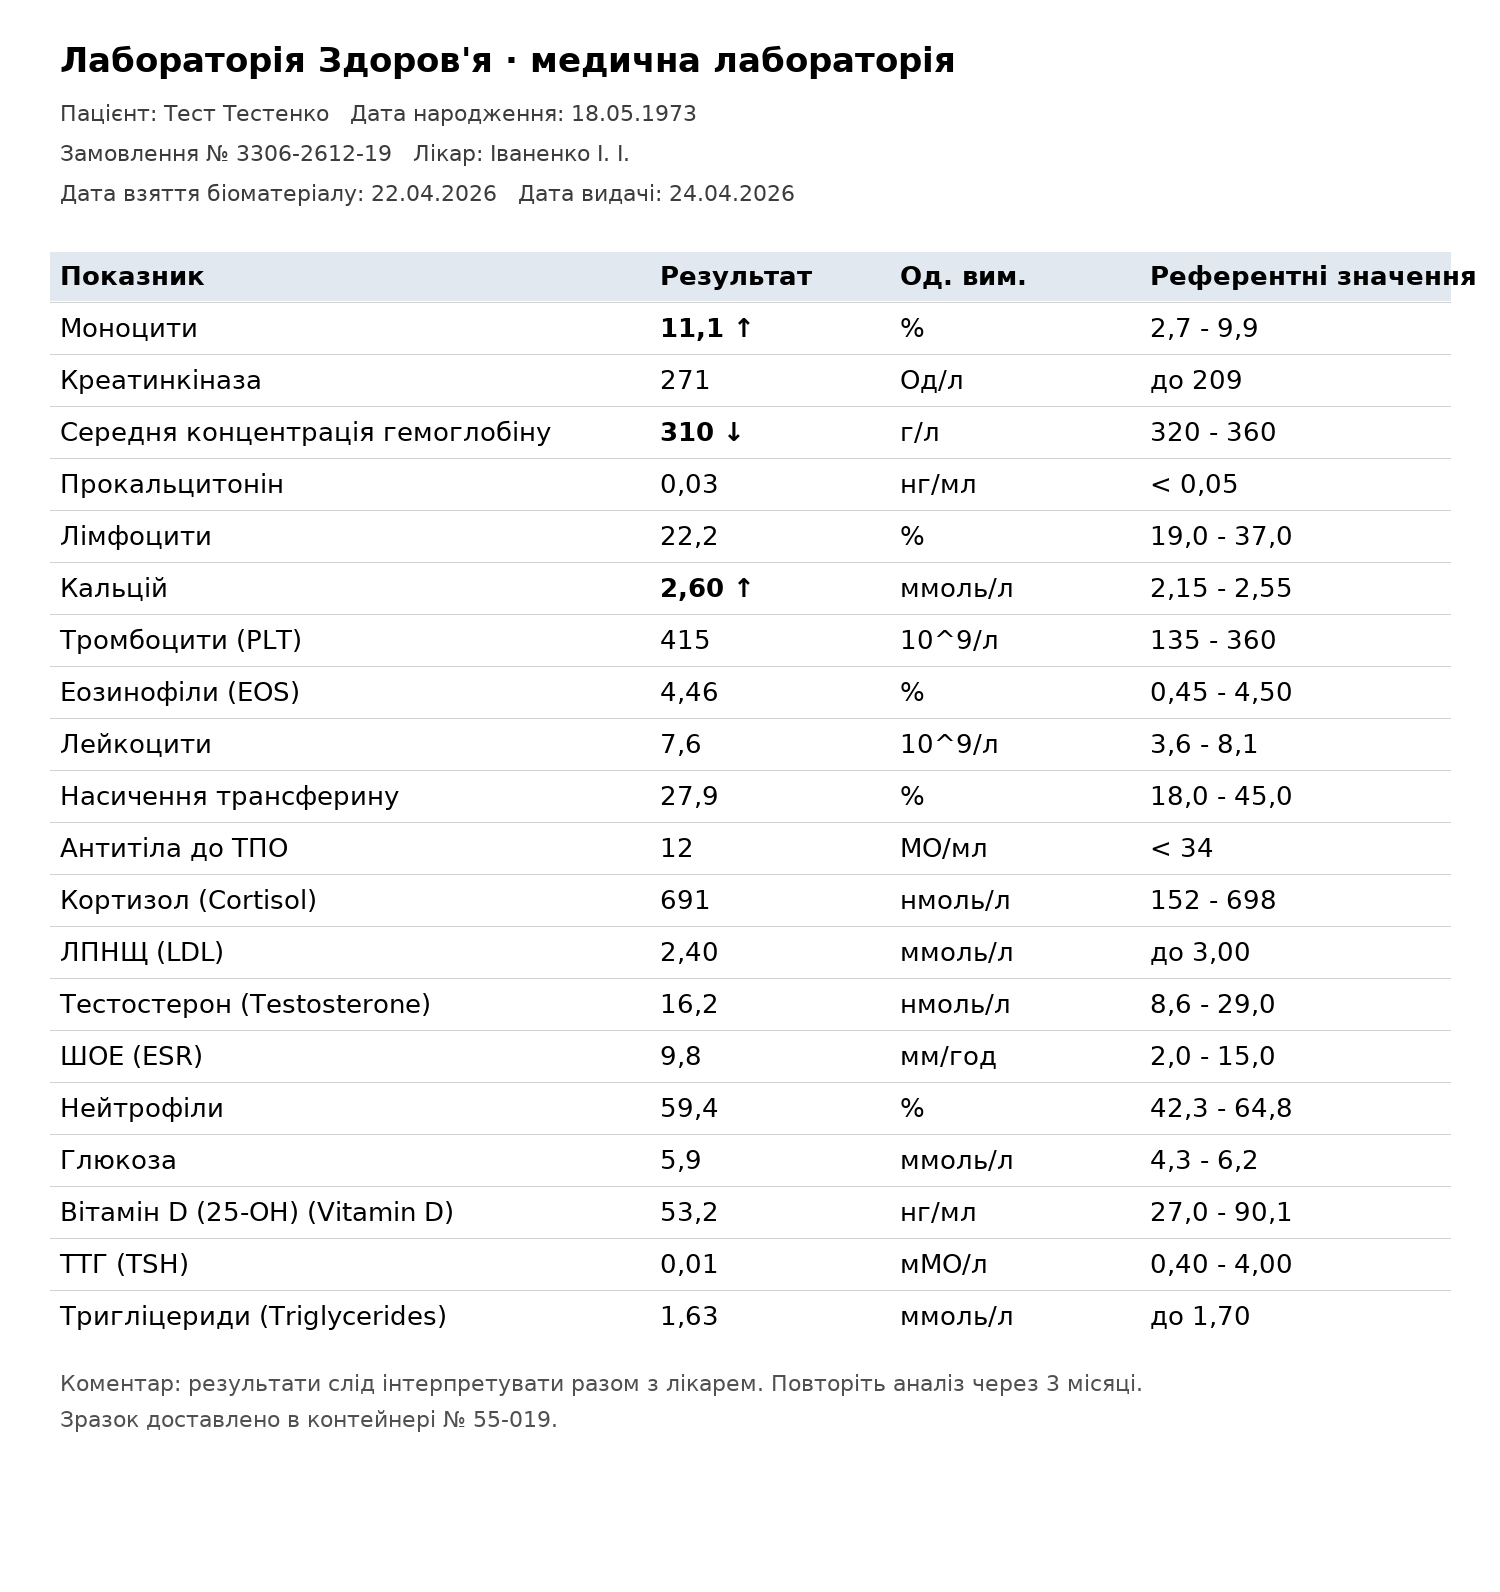 Лабораторія Здоров'я · медична лабораторія
Пацієнт: Тест Тестенко Дата народження: 18.05.1973
Замовлення № 3306-2612-19 Лікар: Іваненко І. І.
Дата взяття біоматеріалу: 22.04.2026 Дата видачі: 24.04.2026
Показник Результат Од. вим. Референтні значення
Моноцити 11,1 ↑ % 2,7 - 9,9
Креатинкіназа 271 Од/л до 209
Середня концентрація гемоглобіну 310 ↓ г/л 320 - 360
Прокальцитонін 0,03 нг/мл < 0,05
Лімфоцити 22,2 % 19,0 - 37,0
Кальцій 2,60 ↑ ммоль/л 2,15 - 2,55
Тромбоцити (PLT) 415 10^9/л 135 - 360
Еозинофіли (EOS) 4,46 % 0,45 - 4,50
Лейкоцити 7,6 10^9/л 3,6 - 8,1
Насичення трансферину 27,9 % 18,0 - 45,0
Антитіла до ТПО 12 МО/мл < 34
Кортизол (Cortisol) 691 нмоль/л 152 - 698
ЛПНЩ (LDL) 2,40 ммоль/л до 3,00
Тестостерон (Testosterone) 16,2 нмоль/л 8,6 - 29,0
ШОЕ (ESR) 9,8 мм/год 2,0 - 15,0
Нейтрофіли 59,4 % 42,3 - 64,8
Глюкоза 5,9 ммоль/л 4,3 - 6,2
Вітамін D (25-OH) (Vitamin D) 53,2 нг/мл 27,0 - 90,1
ТТГ (TSH) 0,01 мМО/л 0,40 - 4,00
Тригліцериди (Triglycerides) 1,63 ммоль/л до 1,70
Коментар: результати слід інтерпретувати разом з лікарем. Повторіть аналіз через 3 місяці.
Зразок доставлено в контейнері № 55-019.